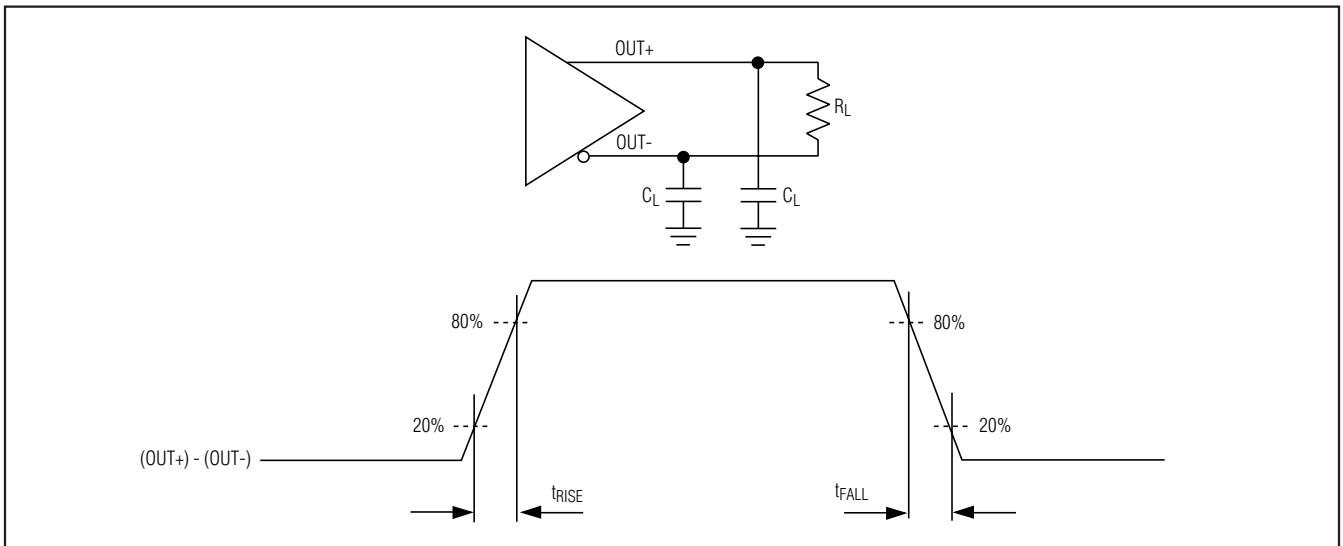 OUT+
RL
OUT-
CL
CL
80%
80%
20%
20%
(OUT+) - (OUT-)
tRISE
tFALL